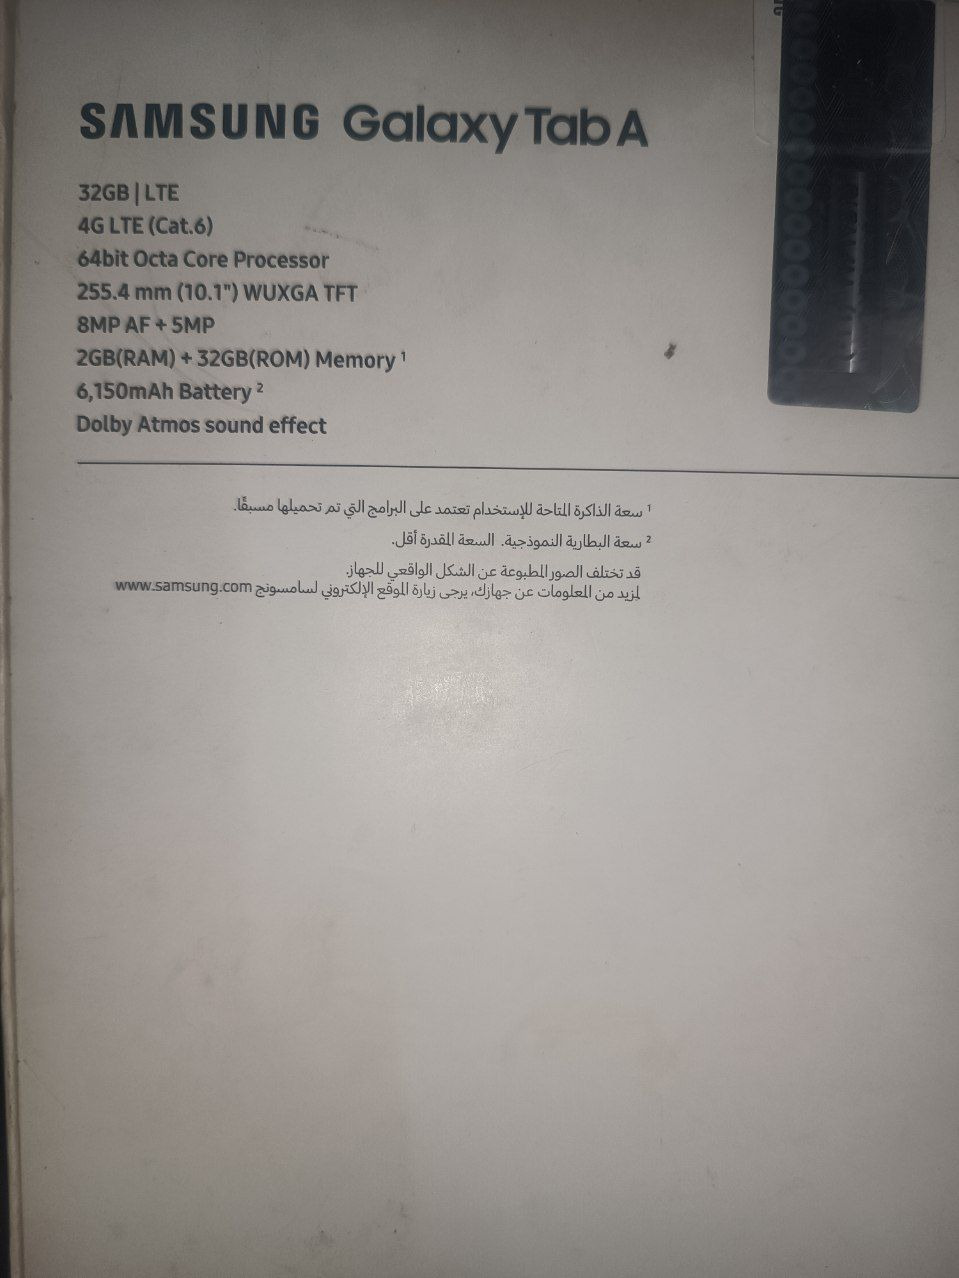 SAMSUNG Galaxy Tab A
32GB | LTE
4G LTE (Cat.6)
64bit Octa Core Processor
255.4 mm (10.1") WUXGA TFT
8MP AF + 5MP
2GB(RAM) + 32GB(ROM) Memory ¹
6,150mAh Battery ²
Dolby Atmos sound effect
¹ سعة الذاكرة المتاحة للإستخدام تعتمد على البرامج التي تم تحميلها مسبقًا.
² سعة البطارية النموذجية. السعة المقدرة أقل.
قد تختلف الصور المطبوعة عن الشكل الواقعي للجهاز.
لمزيد من المعلومات عن جهازك، يرجى زيارة الموقع الإلكتروني لسامسونج www.samsung.com